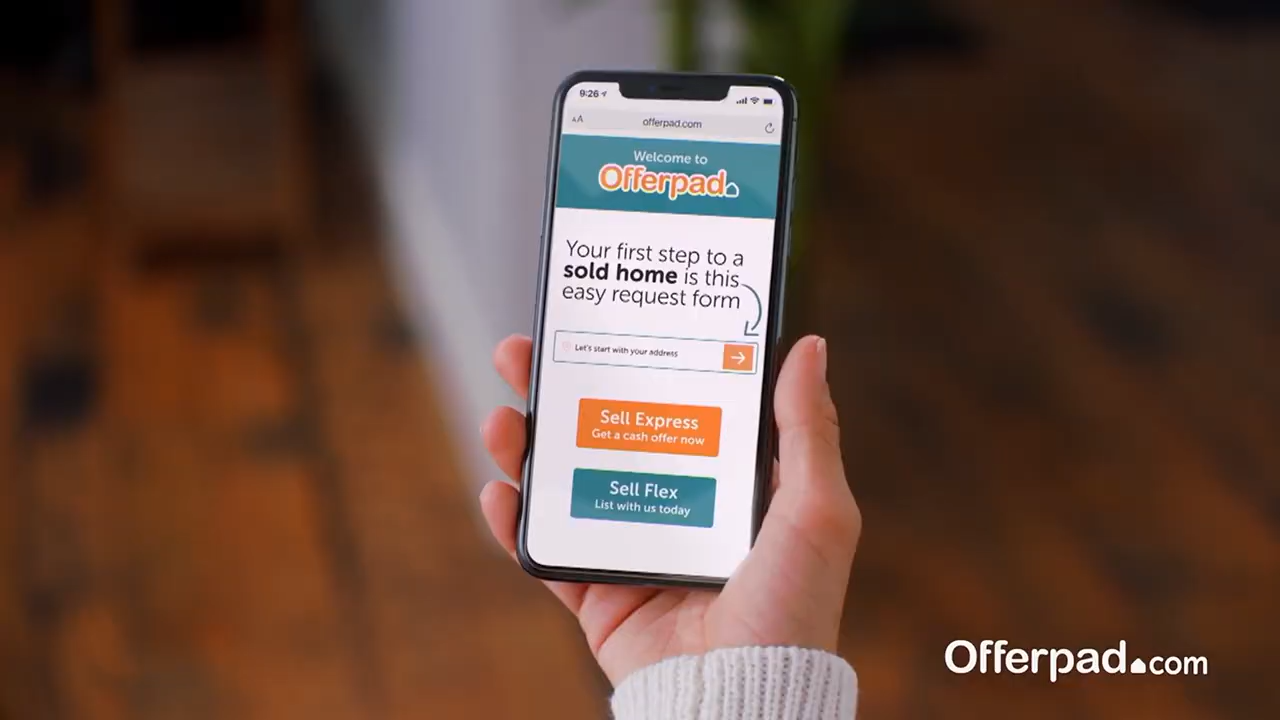 9:26
AA
offerpad.com
Welcome to
Offerpad
Your first step to a
sold home is this
easy request form
Let's start with your address
Sell Express
Get a cash offer now
Sell Flex
List with us today
Offerpad.com